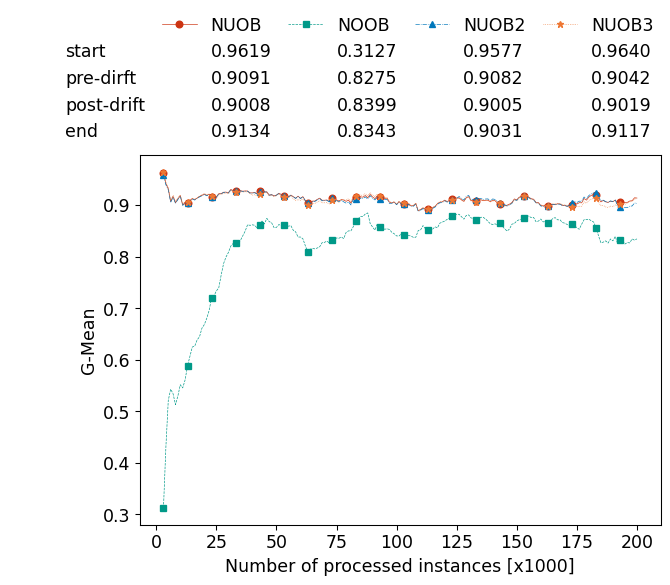 NUOB NOOB NUOB2 NUOB3
start 0.9619 0.3127 0.9577 0.9640
pre-dirft 0.9091 0.8275 0.9082 0.9042
post-drift 0.9008 0.8399 0.9005 0.9019
end 0.9134 0.8343 0.9031 0.9117
G-Mean
0.9
0.8
0.7
0.6
0.5
0.4
0.3
0 25 50 75 100 125 150 175 200
Number of processed instances [x1000]